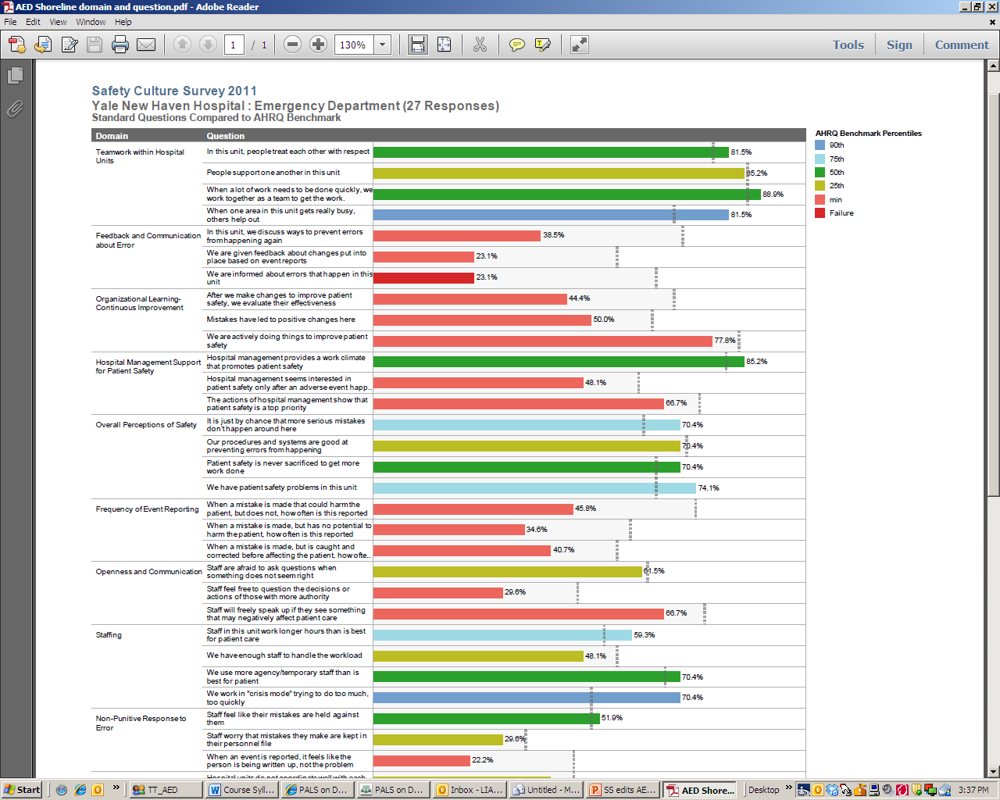 AED Shoreline domain and question.pdf - Adobe Reader
File Edit View Window Help
1 / 1 130% Tools Sign Comment
Safety Culture Survey 2011
Yale New Haven Hospital : Emergency Department (27 Responses)
Standard Questions Compared to AHRQ Benchmark
Domain Question
AHRQ Benchmark Percentiles
90th
75th
50th
25th
min
Failure
Teamwork within Hospital
Units
In this unit, people treat each other with respect 81.5%
People support one another in this unit 85.2%
When a lot of work needs to be done quickly, we
work together as a team to get the work. 88.9%
When one area in this unit gets really busy,
others help out 81.5%
Feedback and Communication
about Error
In this unit, we discuss ways to prevent errors
from happening again 38.5%
We are given feedback about changes put into
place based on event reports 23.1%
We are informed about errors that happen in this
unit 23.1%
Organizational Learning-
Continuous Improvement
After we make changes to improve patient
safety, we evaluate their effectiveness 44.4%
Mistakes have led to positive changes here 50.0%
We are actively doing things to improve patient
safety 77.8%
Hospital Management Support
for Patient Safety
Hospital management provides a work climate
that promotes patient safety 85.2%
Hospital management seems interested in
patient safety only after an adverse event happ.. 48.1%
The actions of hospital management show that
patient safety is a top priority 66.7%
Overall Perceptions of Safety
It is just by chance that more serious mistakes
don't happen around here 70.4%
Our procedures and systems are good at
preventing errors from happening 70.4%
Patient safety is never sacrificed to get more
work done 70.4%
We have patient safety problems in this unit 74.1%
Frequency of Event Reporting
When a mistake is made that could harm the
patient, but does not, how often is this reported 45.8%
When a mistake is made, but has no potential to
harm the patient, how often is this reported 34.6%
When a mistake is made, but is caught and
corrected before affecting the patient, how ofte.. 40.7%
Openness and Communication
Staff are afraid to ask questions when
something does not seem right 61.5%
Staff feel free to question the decisions or
actions of those with more authority 29.6%
Staff will freely speak up if they see something
that may negatively affect patient care 66.7%
Staffing
Staff in this unit work longer hours than is best
for patient care 59.3%
We have enough staff to handle the workload 48.1%
We use more agency/temporary staff than is
best for patient 70.4%
We work in "crisis mode" trying to do too much,
too quickly 70.4%
Non-Punitive Response to
Error
Staff feel like their mistakes are held against
them 51.9%
Staff worry that mistakes they make are kept in
their personnel file 29.6%
When an event is reported, it feels like the
person is being written up, not the problem 22.2%
Hospital units do not coordinate well with each
Start » TT_AED Course Syll... PALS on D... PALS on D... Inbox - LIA... Untitled - M... SS edits AE... AED Shore... Desktop » 3:37 PM